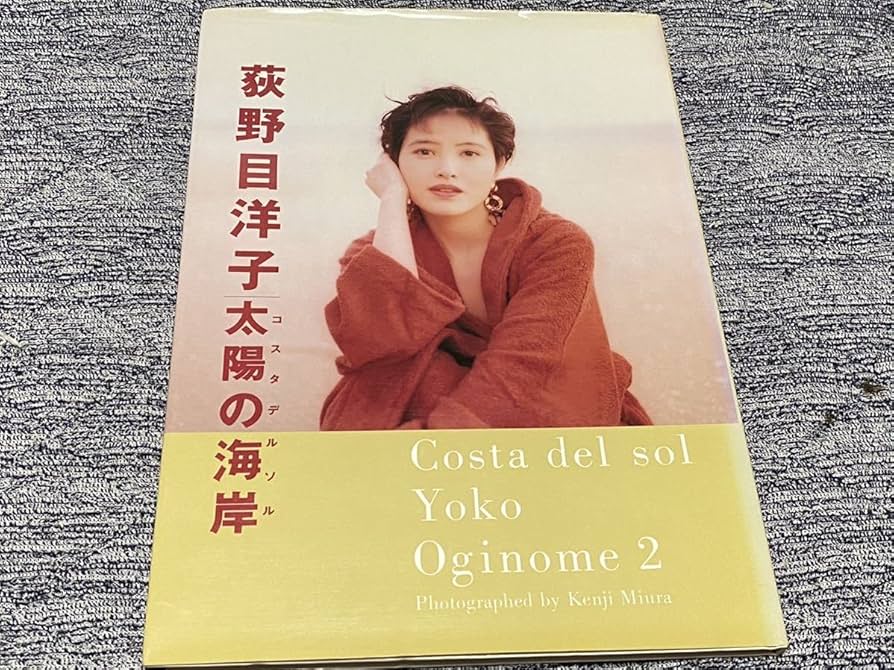 荻野目洋子
太陽の海岸
コスタデルソル
Costa del sol
Yoko
Oginome 2
Photographed by Kenji Miura